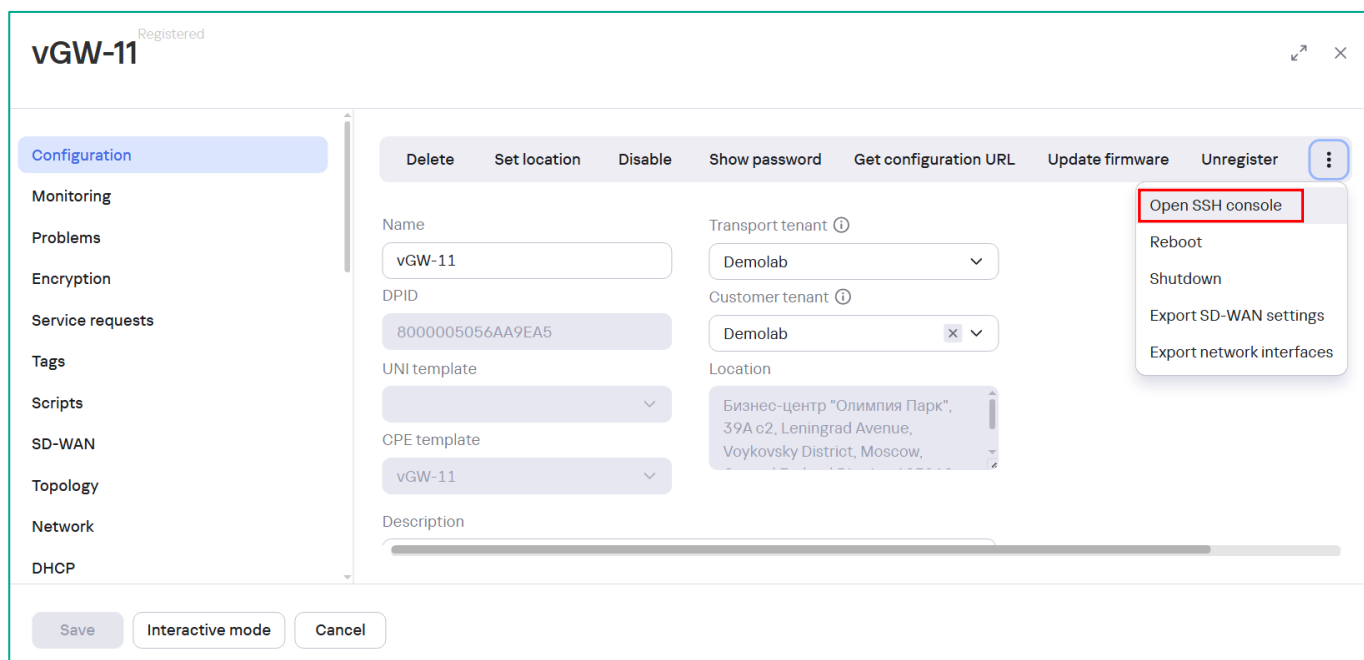 vGW-11
Registered
Configuration
Monitoring
Problems
Encryption
Service requests
Tags
Scripts
SD-WAN
Topology
Network
DHCP
Delete Set location Disable Show password Get configuration URL Update firmware Unregister
Open SSH console
Reboot
Shutdown
Export SD-WAN settings
Export network interfaces
Name
vGW-11
DPID
8000005056AA9EA5
UNI template
CPE template
vGW-11
Description
Transport tenant
Demolab
Customer tenant
Demolab
Location
Бизнес-центр "Олимпия Парк",
39А с2, Leningrad Avenue,
Voykovsky District, Moscow,
Save Interactive mode Cancel